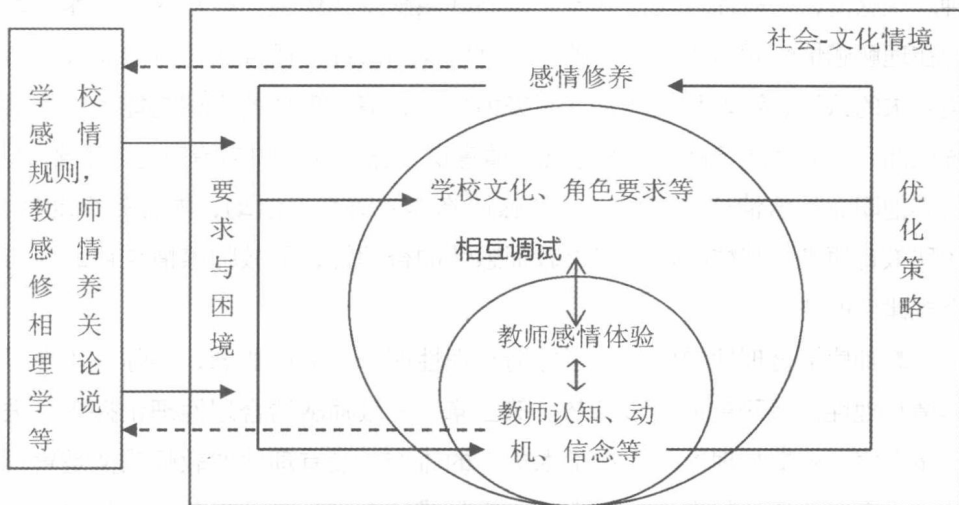 社会-文化情境
感情修养
学 校
感 情
规则，
教 师
感 情
修 养
相 关
理 论
学 说
等
要求与困境
学校文化、角色要求等
相互调试
教师感情体验
教师认知、动
机、信念等
优化策略